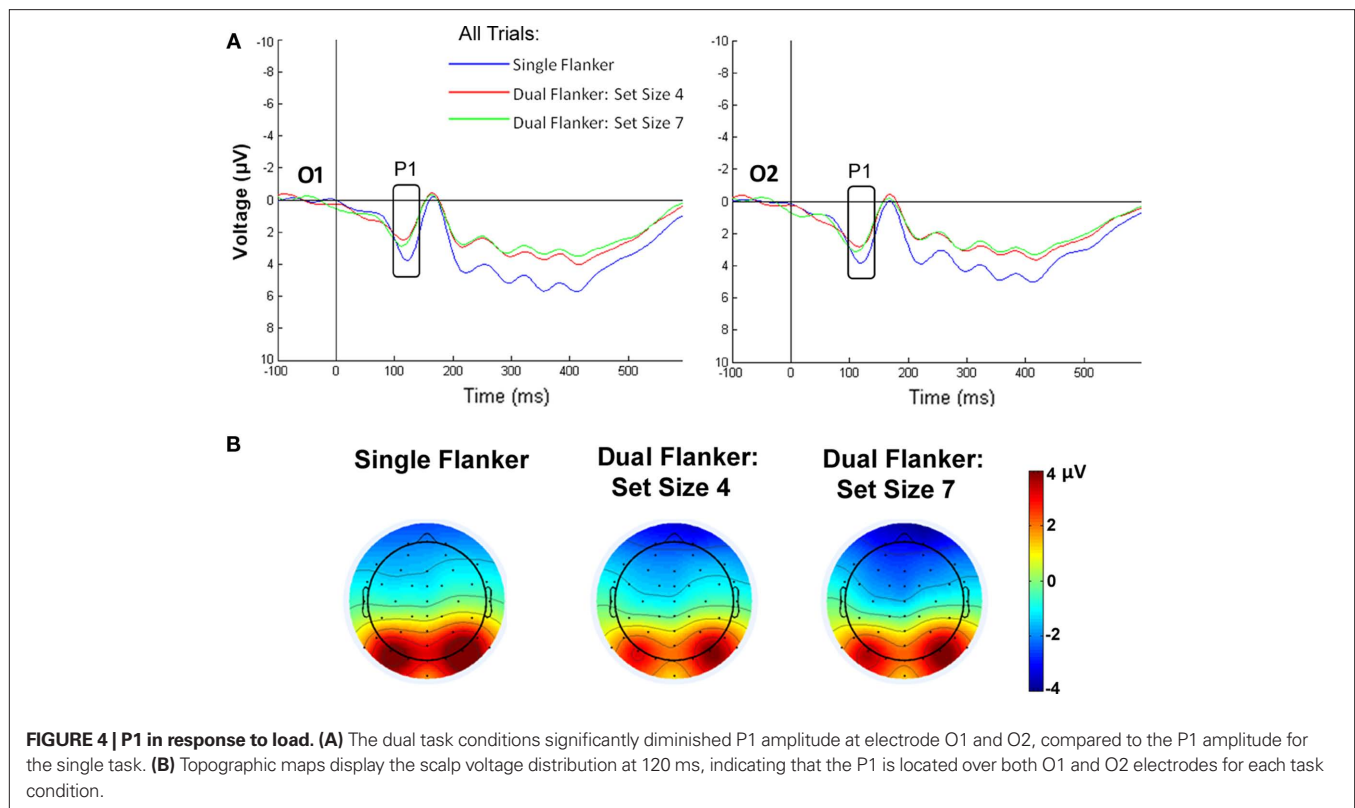 A
All Trials:
Single Flanker
Dual Flanker: Set Size 4
Dual Flanker: Set Size 7
Voltage (µV)
-10
-8
-6
-4
-2
0
2
4
6
8
10
O1
P1
-100 0 100 200 300 400 500
Time (ms)
-10
-8
-6
-4
-2
0
2
4
6
8
10
O2
P1
-100 0 100 200 300 400 500
Time (ms)
B
Single Flanker
Dual Flanker:
Set Size 4
Dual Flanker:
Set Size 7
4 µV
2
0
-2
-4
FIGURE 4 | P1 in response to load. (A) The dual task conditions significantly diminished P1 amplitude at electrode O1 and O2, compared to the P1 amplitude for
the single task. (B) Topographic maps display the scalp voltage distribution at 120 ms, indicating that the P1 is located over both O1 and O2 electrodes for each task
condition.